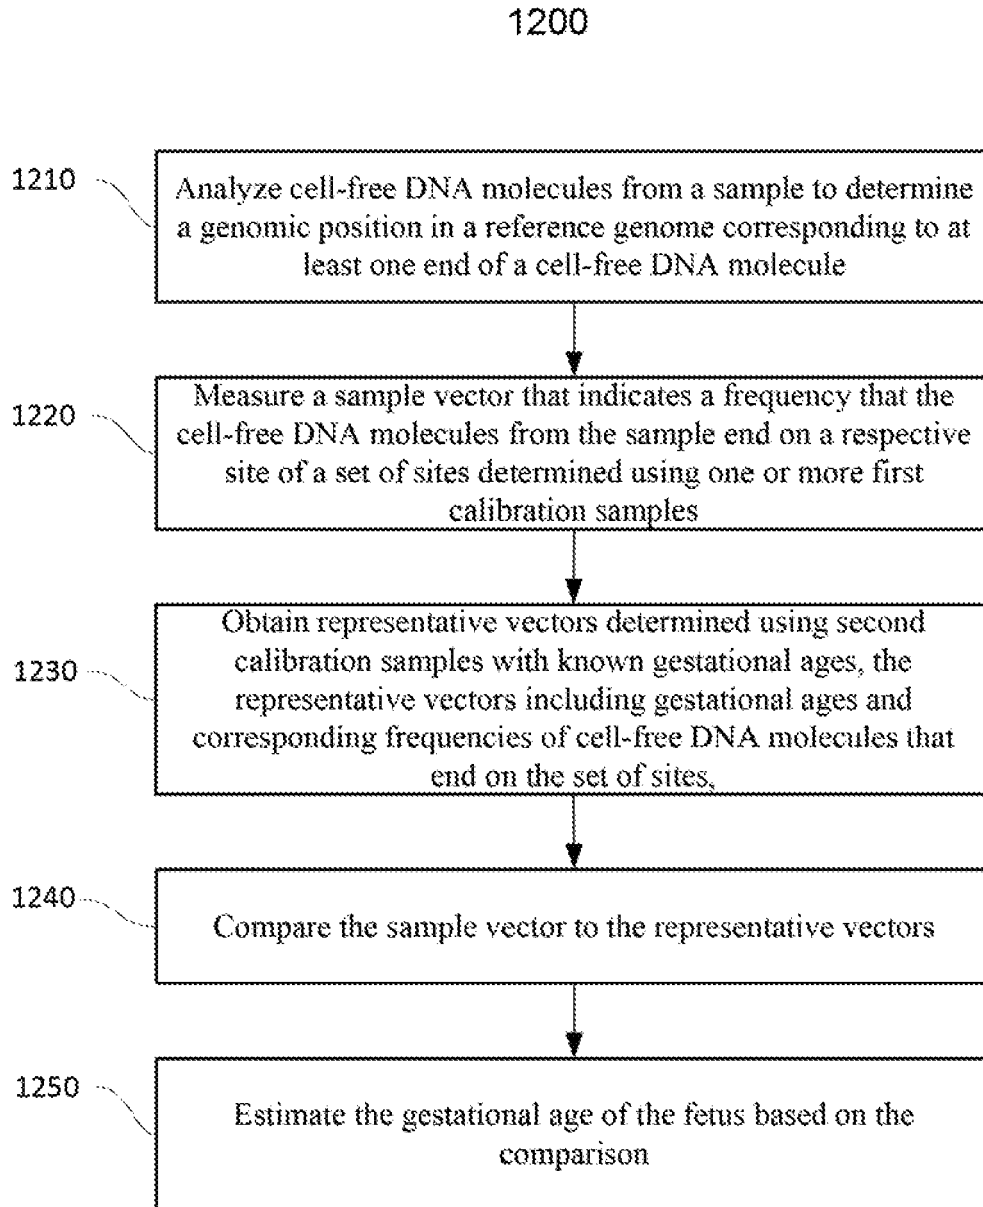 1200
1210
Analyze cell-free DNA molecules from a sample to determine
a genomic position in a reference genome corresponding to at
least one end of a cell-free DNA molecule
1220
Measure a sample vector that indicates a frequency that the
cell-free DNA molecules from the sample end on a respective
site of a set of sites determined using one or more first
calibration samples
1230
Obtain representative vectors determined using second
calibration samples with known gestational ages, the
representative vectors including gestational ages and
corresponding frequencies of cell-free DNA molecules that
end on the set of sites,
1240
Compare the sample vector to the representative vectors
1250
Estimate the gestational age of the fetus based on the
comparison